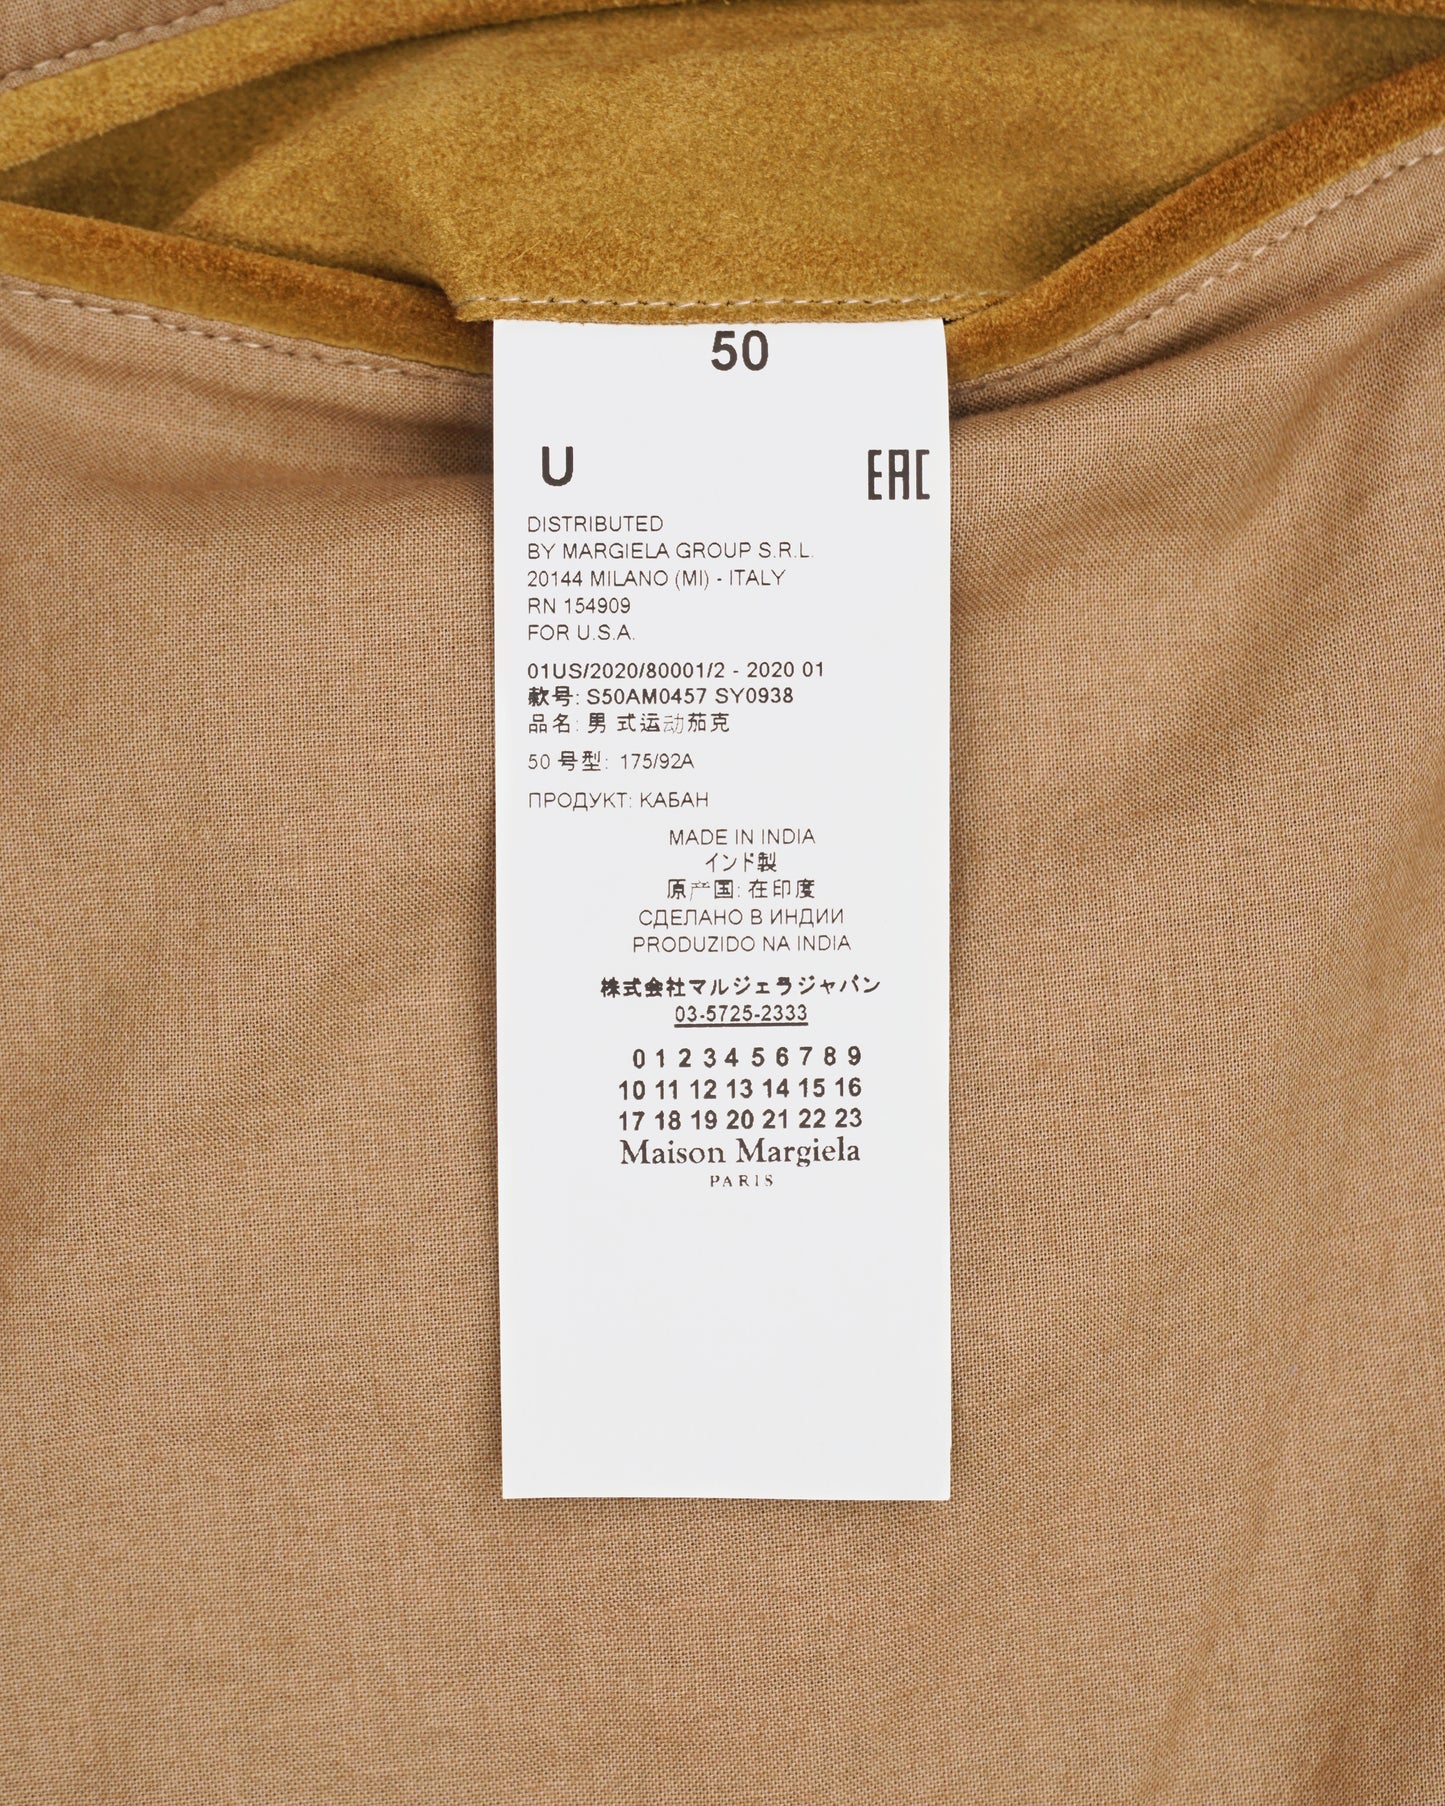 50
U
EAC
DISTRIBUTED
BY MARGIELA GROUP S.R.L.
20144 MILANO (MI) - ITALY
RN 154909
FOR U.S.A.
01US/2020/80001/2 - 2020 01
款号: S50AM0457 SY0938
品名: 男 式运动茄克
50 号型: 175/92A
ПРОДУКТ: КАБАН
MADE IN INDIA
インド製
原产国: 在印度
СДЕЛАНО В ИНДИИ
PRODUZIDO NA INDIA
株式会社マルジェラジャパン
03-5725-2333
0 1 2 3 4 5 6 7 8 9
10 11 12 13 14 15 16
17 18 19 20 21 22 23
Maison Margiela
PARIS